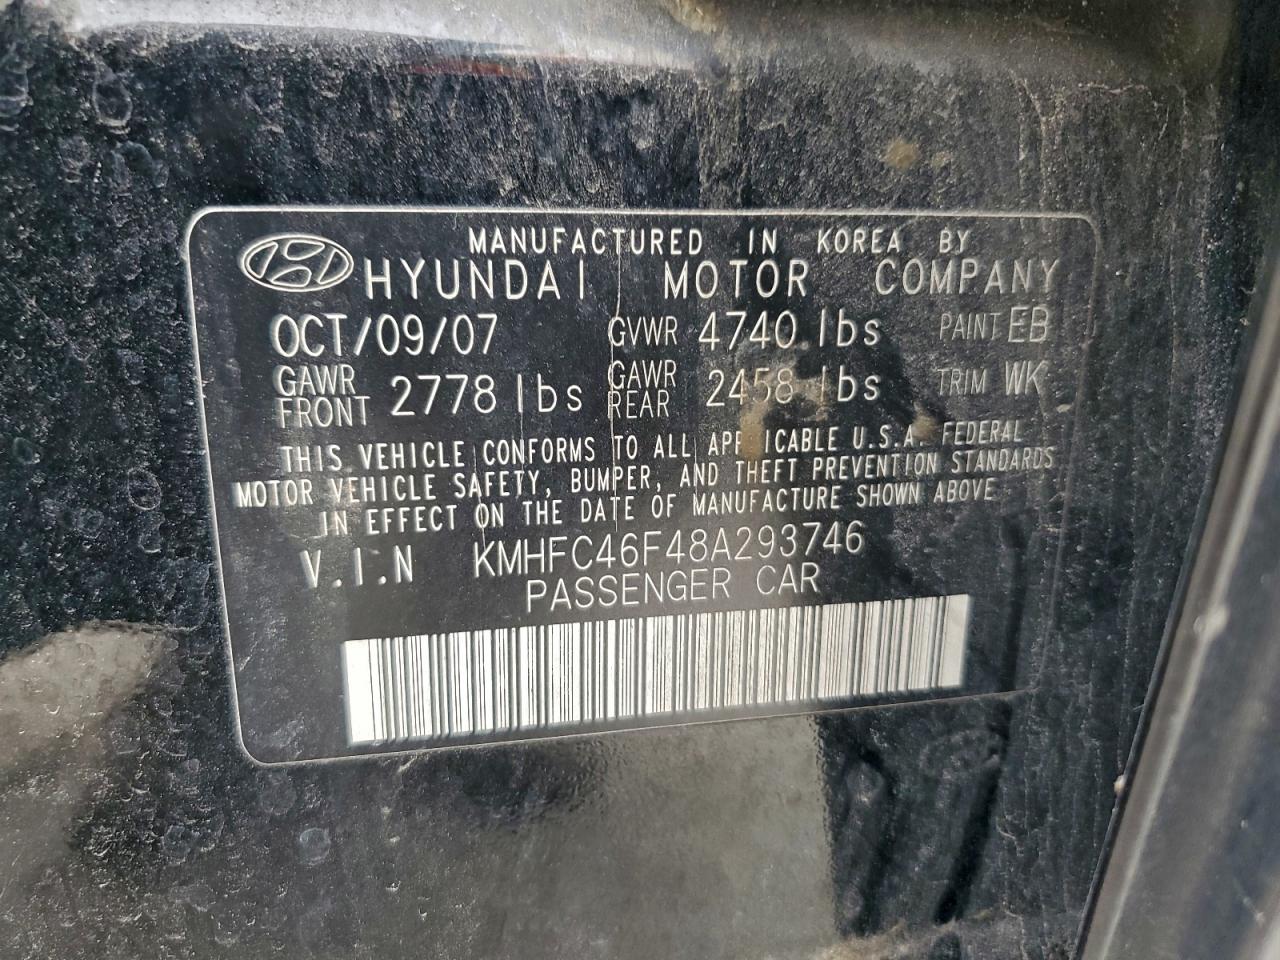 MANUFACTURED IN KOREA BY
HYUNDAI MOTOR COMPANY
OCT/09/07 GVWR 4740 lbs PAINT EB
GAWR FRONT 2778 lbs GAWR REAR 2458 lbs TRIM WK
THIS VEHICLE CONFORMS TO ALL APPLICABLE U.S.A. FEDERAL
MOTOR VEHICLE SAFETY, BUMPER, AND THEFT PREVENTION STANDARDS
IN EFFECT ON THE DATE OF MANUFACTURE SHOWN ABOVE
V.I.N KMHFC46F48A293746
PASSENGER CAR